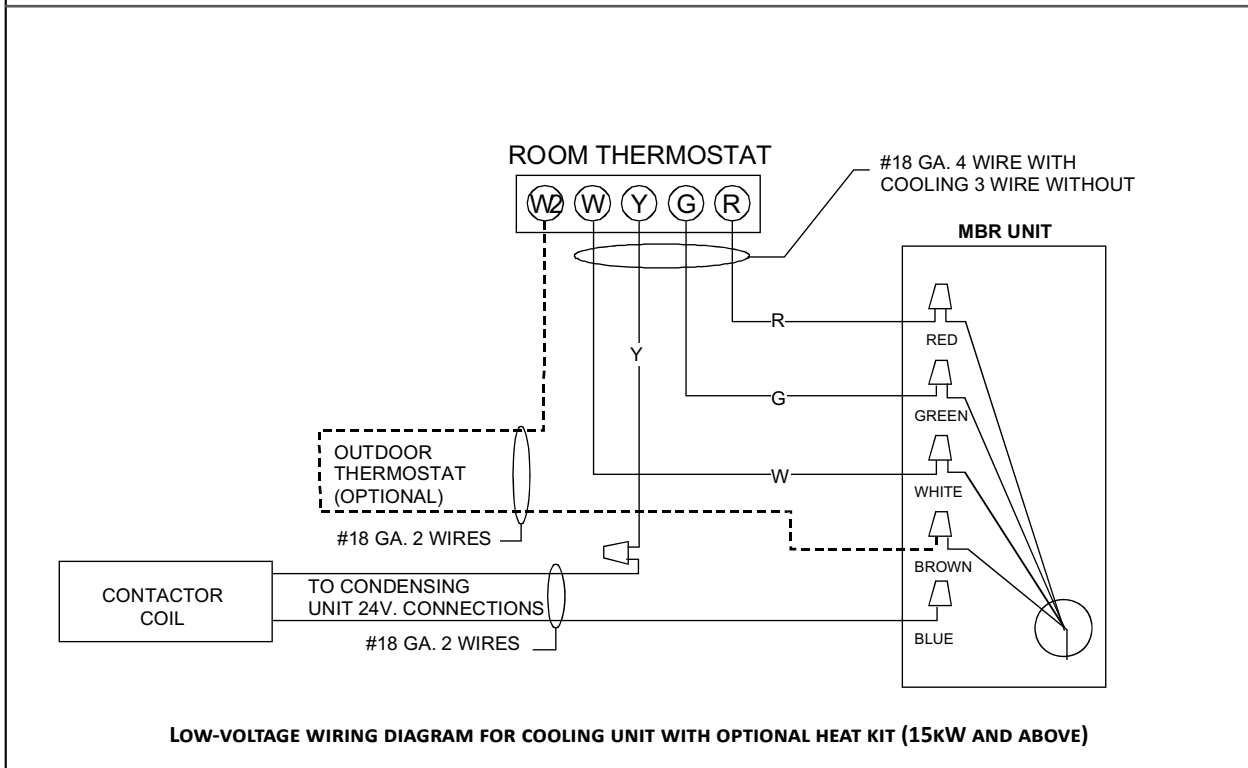 ROOM THERMOSTAT
W2 W Y G R
#18 GA. 4 WIRE WITH
COOLING 3 WIRE WITHOUT
MBR UNIT
R
RED
Y
G
GREEN
OUTDOOR
THERMOSTAT
(OPTIONAL)
W
WHITE
#18 GA. 2 WIRES
BROWN
CONTACTOR
COIL
TO CONDENSING
UNIT 24V. CONNECTIONS
#18 GA. 2 WIRES
BLUE
LOW-VOLTAGE WIRING DIAGRAM FOR COOLING UNIT WITH OPTIONAL HEAT KIT (15KW AND ABOVE)